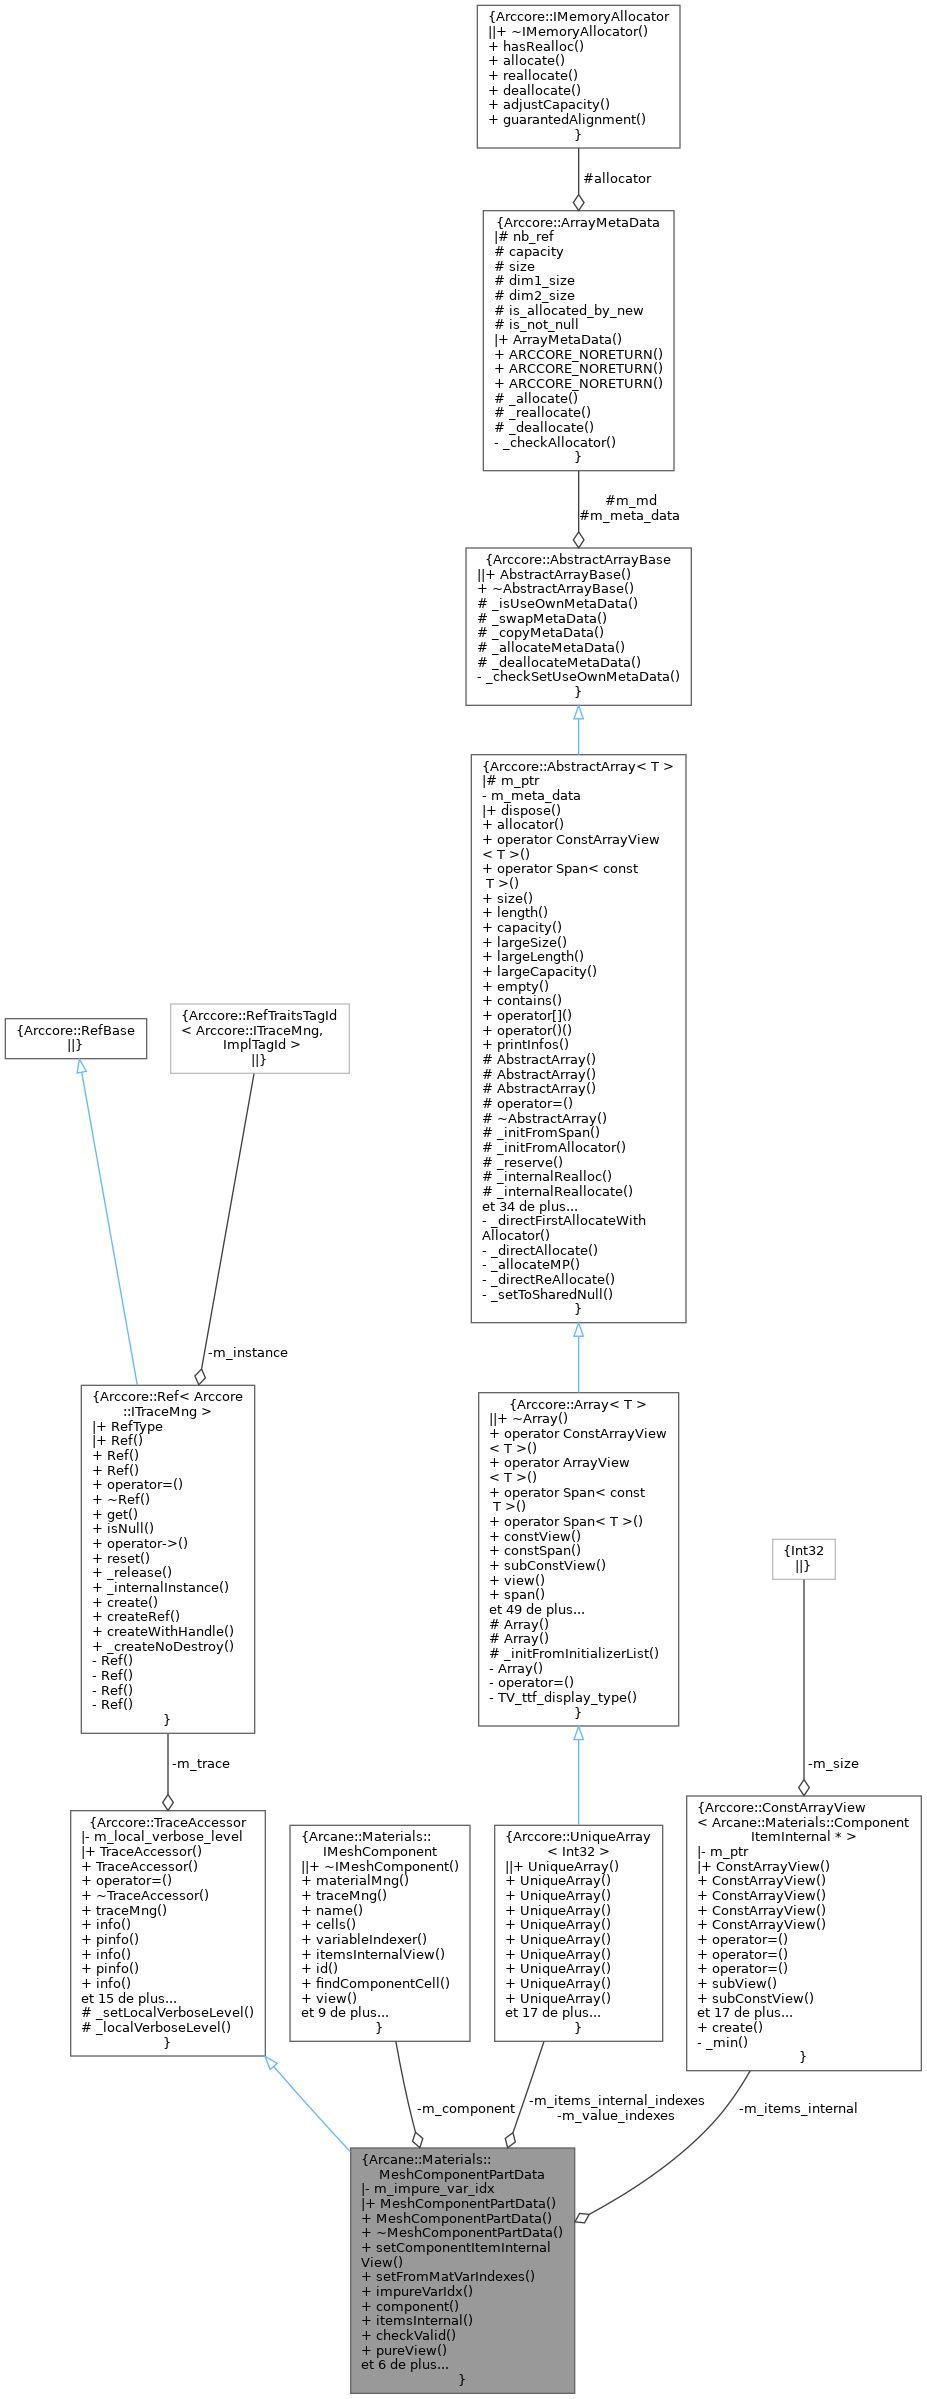 {Arccore::IMemoryAllocator
||+ ~IMemoryAllocator()
+ hasRealloc()
+ allocate()
+ reallocate()
+ deallocate()
+ adjustCapacity()
+ guarantedAlignment()
}
#allocator
{Arccore::ArrayMetaData
|# nb_ref
# capacity
# size
# dim1_size
# dim2_size
# is_allocated_by_new
# is_not_null
|+ ArrayMetaData()
+ ARCCORE_NORETURN()
+ ARCCORE_NORETURN()
+ ARCCORE_NORETURN()
# _allocate()
# _reallocate()
# _deallocate()
- _checkAllocator()
}
#m_md
#m_meta_data
{Arccore::AbstractArrayBase
||+ AbstractArrayBase()
+ ~AbstractArrayBase()
# _isUseOwnMetaData()
# _swapMetaData()
# _copyMetaData()
# _allocateMetaData()
# _deallocateMetaData()
- _checkSetUseOwnMetaData()
}
{Arccore::AbstractArray< T >
|# m_ptr
- m_meta_data
|+ dispose()
+ allocator()
+ operator ConstArrayView
< T >()
+ operator Span< const
T >()
+ size()
+ length()
+ capacity()
+ largeSize()
+ largeLength()
+ largeCapacity()
+ empty()
+ contains()
+ operator[]()
+ operator()()
+ printInfos()
# AbstractArray()
# AbstractArray()
# AbstractArray()
# operator=()
# ~AbstractArray()
# _initFromSpan()
# _initFromAllocator()
# _reserve()
# _internalRealloc()
# _internalReallocate()
et 34 de plus...
- _directFirstAllocateWith
Allocator()
- _directAllocate()
- _allocateMP()
- _directReAllocate()
- _setToSharedNull()
}
{Arccore::RefBase
||}
{Arccore::RefTraitsTagId
< Arccore::ITraceMng,
ImplTagId >
||}
-m_instance
{Arccore::Ref< Arccore
::ITraceMng >
|+ RefType
|+ Ref()
+ Ref()
+ Ref()
+ operator=()
+ ~Ref()
+ get()
+ isNull()
+ operator->()
+ reset()
+ _release()
+ _internalInstance()
+ create()
+ createRef()
+ createWithHandle()
+ _createNoDestroy()
- Ref()
- Ref()
- Ref()
- Ref()
}
{Arccore::Array< T >
||+ ~Array()
+ operator ConstArrayView
< T >()
+ operator ArrayView
< T >()
+ operator Span< const
T >()
+ operator Span< T >()
+ constView()
+ constSpan()
+ subConstView()
+ view()
+ span()
et 49 de plus...
# Array()
# Array()
# _initFromInitializerList()
- Array()
- operator=()
- TV_ttf_display_type()
}
{Int32
||}
-m_trace
-m_size
{Arccore::TraceAccessor
|- m_local_verbose_level
|+ TraceAccessor()
+ TraceAccessor()
+ operator=()
+ ~TraceAccessor()
+ traceMng()
+ info()
+ pinfo()
+ info()
+ pinfo()
+ info()
et 15 de plus...
# _setLocalVerboseLevel()
# _localVerboseLevel()
}
{Arcane::Materials::
IMeshComponent
||+ ~IMeshComponent()
+ materialMng()
+ traceMng()
+ name()
+ cells()
+ variableIndexer()
+ itemsInternalView()
+ id()
+ findComponentCell()
+ view()
et 9 de plus...
}
{Arccore::UniqueArray
< Int32 >
||+ UniqueArray()
+ UniqueArray()
+ UniqueArray()
+ UniqueArray()
+ UniqueArray()
+ UniqueArray()
+ UniqueArray()
+ UniqueArray()
+ UniqueArray()
+ UniqueArray()
et 17 de plus...
}
{Arccore::ConstArrayView
< Arcane::Materials::Component
ItemInternal * >
|- m_ptr
|+ ConstArrayView()
+ ConstArrayView()
+ ConstArrayView()
+ ConstArrayView()
+ ConstArrayView()
+ operator=()
+ operator=()
+ operator=()
+ subView()
+ subConstView()
et 17 de plus...
+ create()
- _min()
}
-m_component
-m_items_internal_indexes
-m_value_indexes
-m_items_internal
{Arcane::Materials::
MeshComponentPartData
|- m_impure_var_idx
|+ MeshComponentPartData()
+ MeshComponentPartData()
+ ~MeshComponentPartData()
+ setComponentItemInternal
View()
+ setFromMatVarIndexes()
+ impureVarIdx()
+ component()
+ itemsInternal()
+ checkValid()
+ pureView()
et 6 de plus...
}